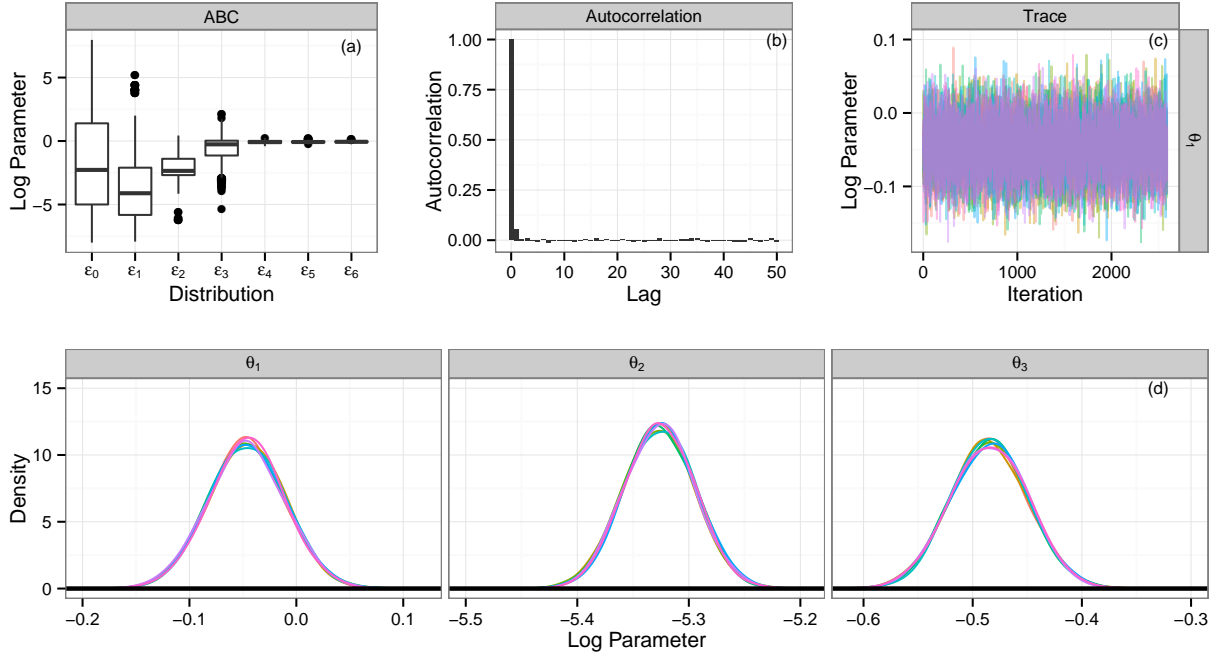 ABC
(a)
Log Parameter
5
0
−5
ε0 ε1 ε2 ε3 ε4 ε5 ε6
Distribution
Autocorrelation
(b)
Autocorrelation
1.00
0.75
0.50
0.25
0.00
0 10 20 30 40 50
Lag
Trace
(c)
Log Parameter
0.1
0.0
−0.1
0 1000 2000
Iteration
θ1
θ1 θ2 θ3
(d)
Density
15
10
5
0
−0.2 −0.1 0.0 0.1 −5.5 −5.4 −5.3 −5.2 −0.6 −0.5 −0.4 −0.3
Log Parameter